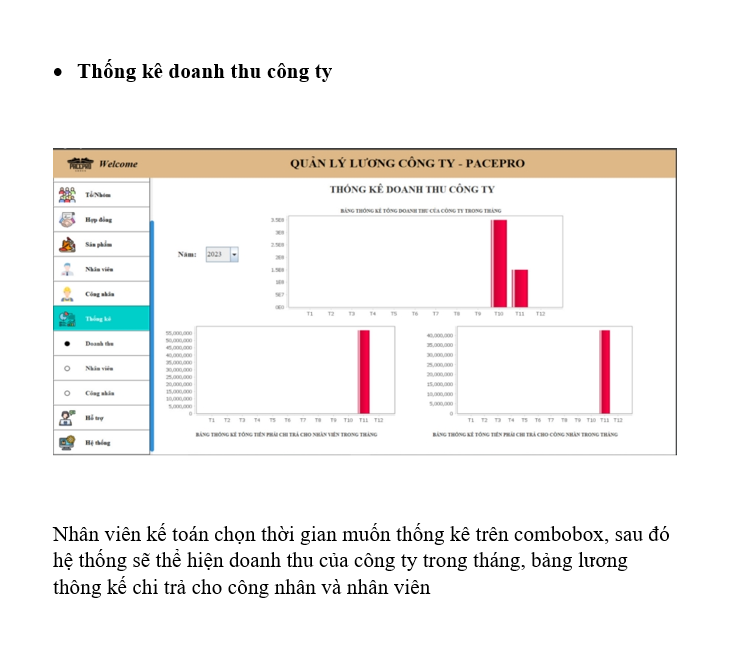 Thống kê doanh thu công ty
PACEPRO Welcome
QUẢN LÝ LƯƠNG CÔNG TY - PACEPRO
Tổ/Nhóm
Hợp đồng
Sản phẩm
Nhân viên
Công nhân
Thống kê
Doanh thu
Nhân viên
Công nhân
Hỗ trợ
Hệ thống
THỐNG KÊ DOANH THU CÔNG TY
BẢNG THỐNG KÊ TỔNG DOANH THU CỦA CÔNG TY TRONG THÁNG
Năm: 2023
3.5E9
3E9
2.5E9
2E9
1.5E9
1E9
5E7
0E0
T1 T2 T3 T4 T5 T6 T7 T8 T9 T10 T11 T12
55,000,000
50,000,000
45,000,000
40,000,000
35,000,000
30,000,000
25,000,000
20,000,000
15,000,000
10,000,000
5,000,000
0
T1 T2 T3 T4 T5 T6 T7 T8 T9 T10 T11 T12
BẢNG THỐNG KÊ TỔNG TIỀN PHẢI CHI TRẢ CHO NHÂN VIÊN TRONG THÁNG
40,000,000
35,000,000
30,000,000
25,000,000
20,000,000
15,000,000
10,000,000
5,000,000
0
T1 T2 T3 T4 T5 T6 T7 T8 T9 T10 T11 T12
BẢNG THỐNG KÊ TỔNG TIỀN PHẢI CHI TRẢ CHO CÔNG NHÂN TRONG THÁNG
Nhân viên kế toán chọn thời gian muốn thống kê trên combobox, sau đó
hệ thống sẽ thể hiện doanh thu của công ty trong tháng, bảng lương
thông kế chi trả cho công nhân và nhân viên